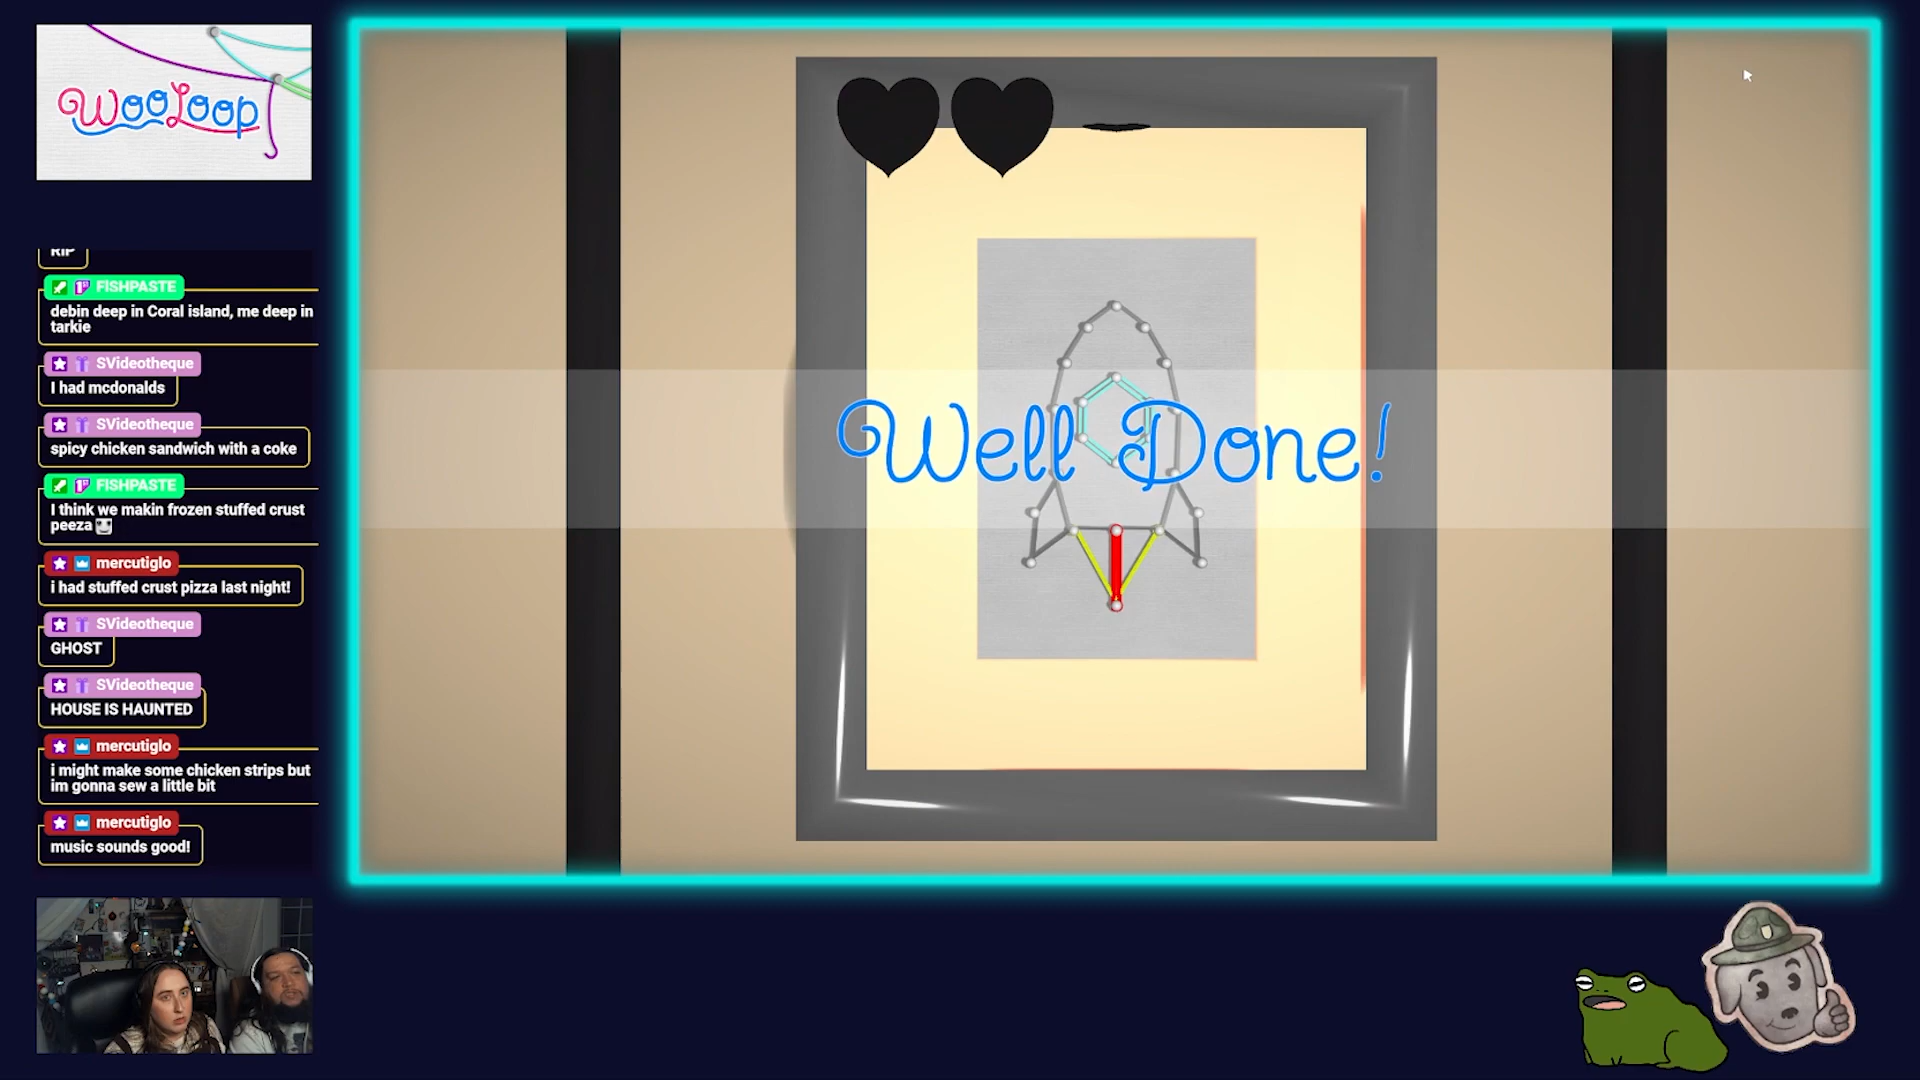 WooLoop
RIP
FISHPASTE
debin deep in Coral island, me deep in
tarkie
SVideotheque
I had mcdonalds
SVideotheque
spicy chicken sandwich with a coke
FISHPASTE
I think we makin frozen stuffed crust
peeza
mercutiglo
i had stuffed crust pizza last night!
SVideotheque
GHOST
SVideotheque
HOUSE IS HAUNTED
mercutiglo
i might make some chicken strips but
im gonna sew a little bit
mercutiglo
music sounds good!
Well Done!